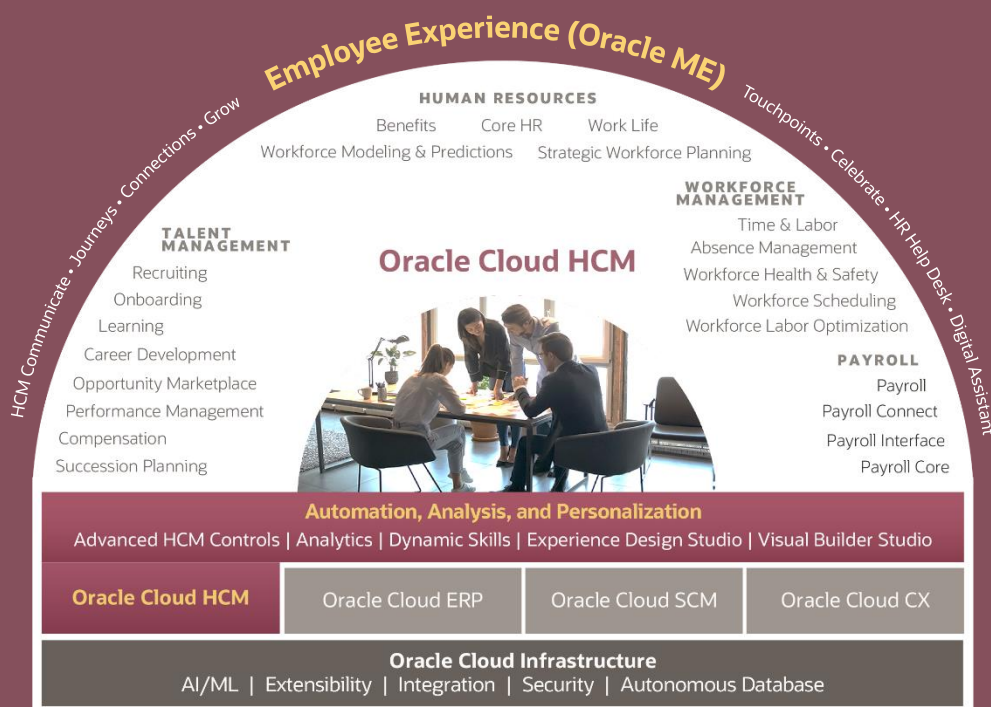 Employee Experience (Oracle ME)
HCM Communicate • Journeys • Connections • Grow
Touchpoints • Celebrate • HR Help Desk • Digital Assistant
HUMAN RESOURCES
Benefits Core HR Work Life
Workforce Modeling & Predictions Strategic Workforce Planning
TALENT
MANAGEMENT
Recruiting
Onboarding
Learning
Career Development
Opportunity Marketplace
Performance Management
Compensation
Succession Planning
Oracle Cloud HCM
WORKFORCE
MANAGEMENT
Time & Labor
Absence Management
Workforce Health & Safety
Workforce Scheduling
Workforce Labor Optimization
PAYROLL
Payroll
Payroll Connect
Payroll Interface
Payroll Core
Automation, Analysis, and Personalization
Advanced HCM Controls | Analytics | Dynamic Skills | Experience Design Studio | Visual Builder Studio
Oracle Cloud HCM
Oracle Cloud ERP
Oracle Cloud SCM
Oracle Cloud CX
Oracle Cloud Infrastructure
AI/ML | Extensibility | Integration | Security | Autonomous Database